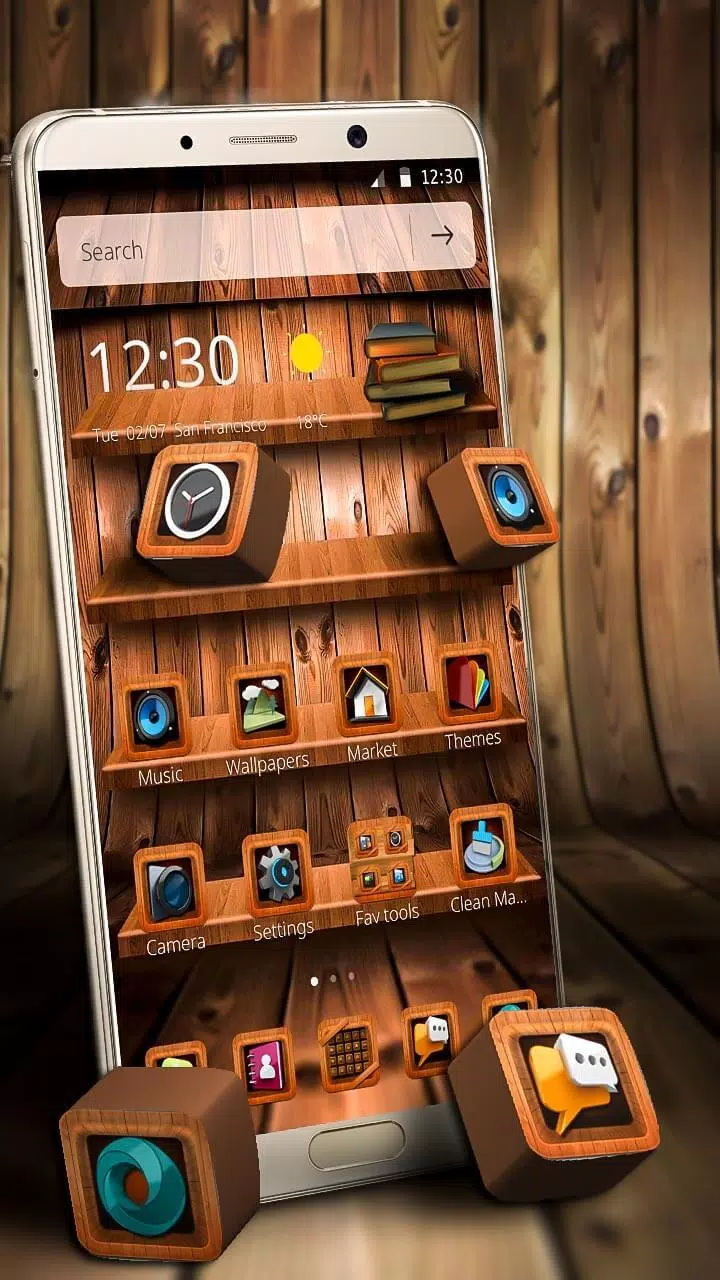 12:30
Search
12:30
Tue 02/07 San Francisco 18°C
Music Wallpapers Market Themes
Camera Settings Fav tools Clean Ma...